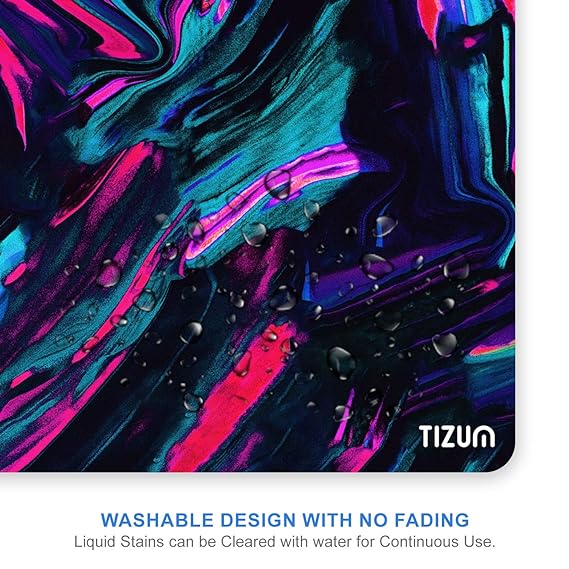 TIZUM
WASHABLE DESIGN WITH NO FADING
Liquid Stains can be Cleared with water for Continuous Use.